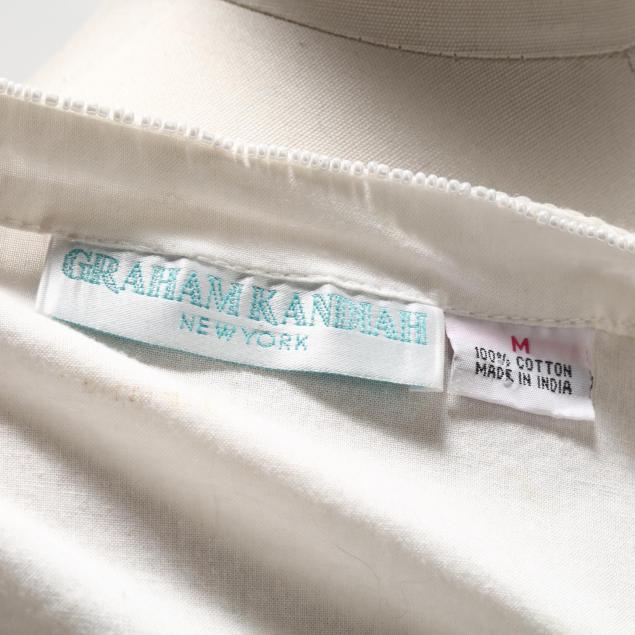 GRAHAM KANDIAH
NEW YORK
M
100% COTTON
MADE IN INDIA